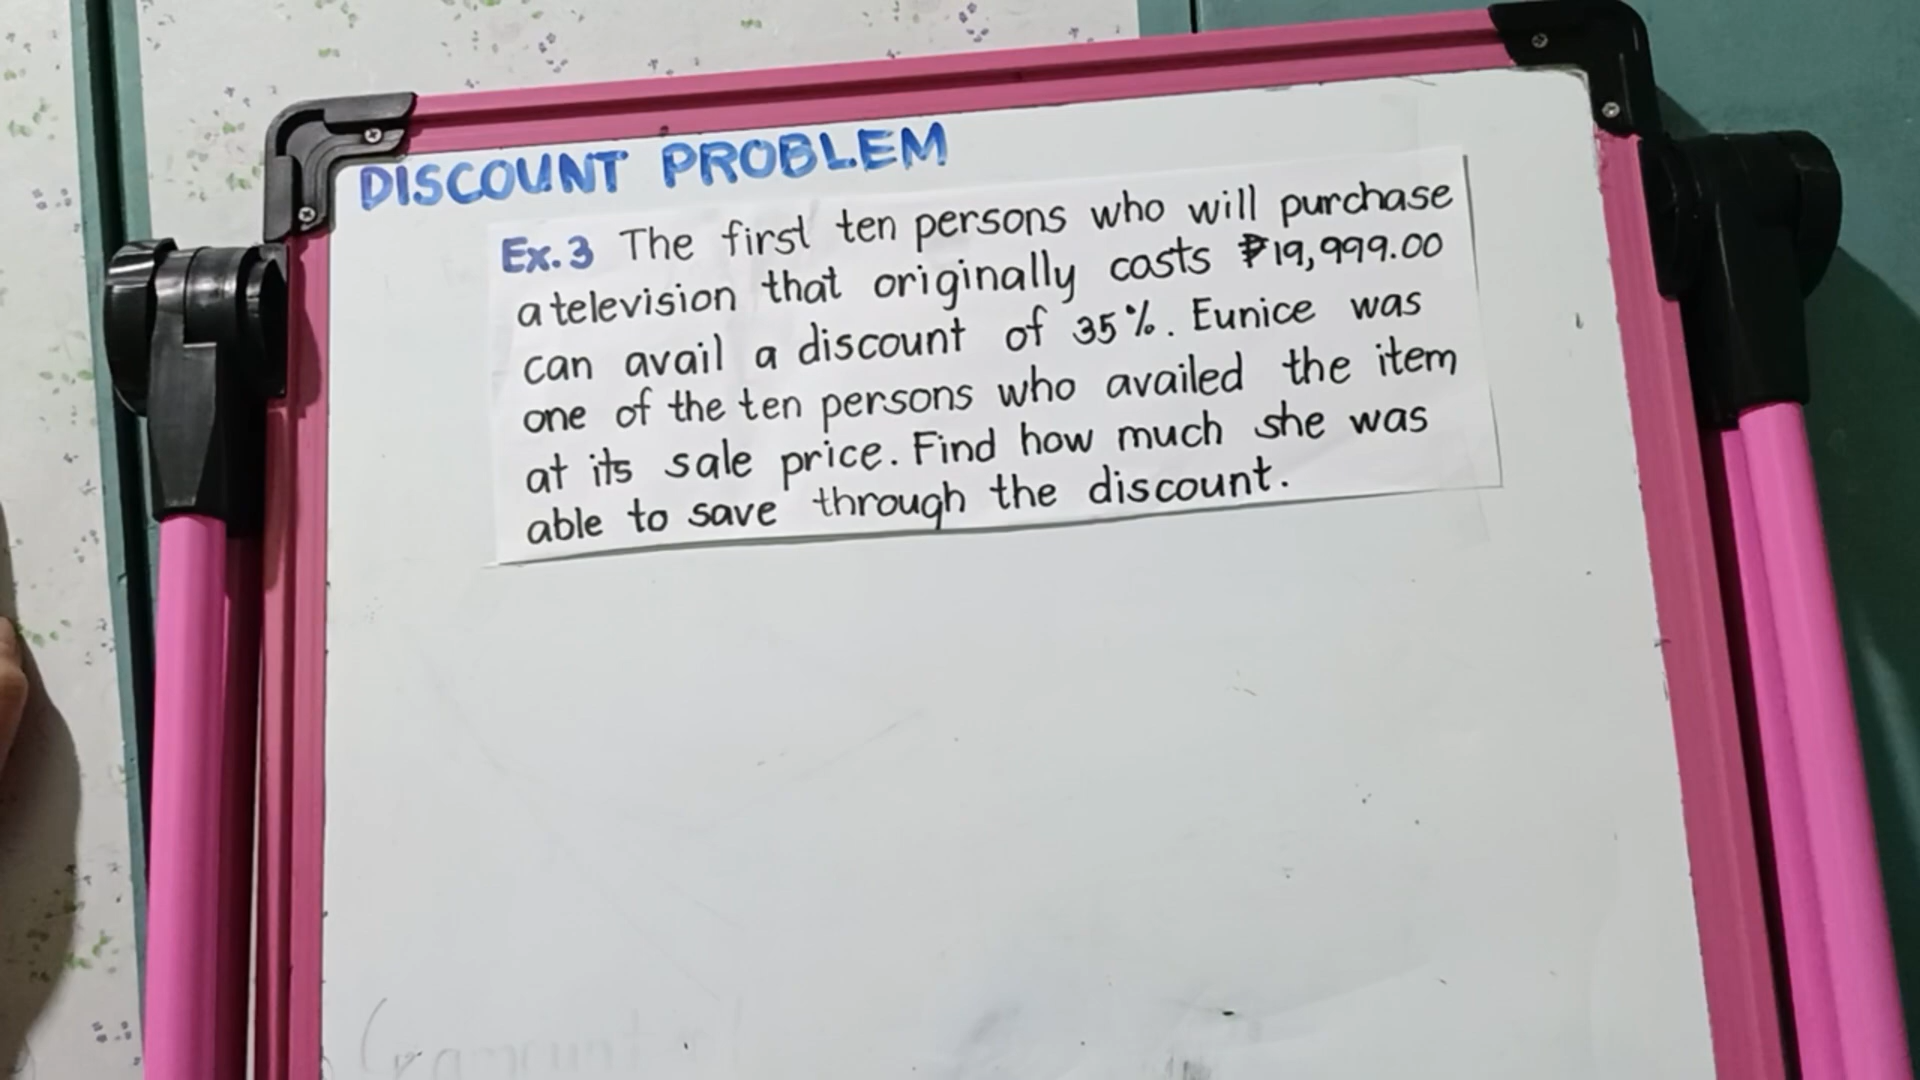 DISCOUNT PROBLEM
Ex.3 The first ten persons who will purchase
a television that originally costs ₱19,999.00
can avail a discount of 35%. Eunice was
one of the ten persons who availed the item
at its sale price. Find how much she was
able to save through the discount.